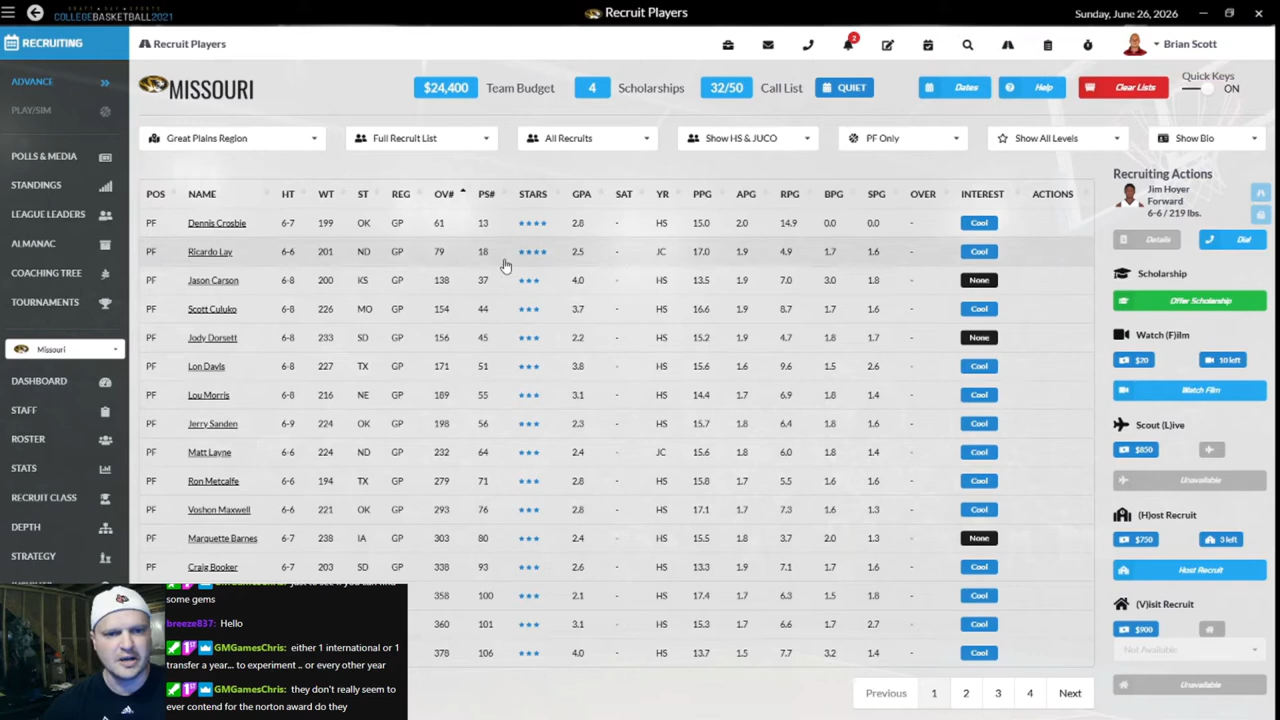 DRAFT DAY SPORTS
COLLEGEBASKETBALL2021
Recruit Players
Sunday, June 26, 2026
RECRUITING
Recruit Players
2
Brian Scott
ADVANCE
PLAY/SIM
POLLS & MEDIA
STANDINGS
LEAGUE LEADERS
ALMANAC
COACHING TREE
TOURNAMENTS
Missouri
DASHBOARD
STAFF
ROSTER
STATS
RECRUIT CLASS
DEPTH
STRATEGY
MISSOURI
$24,400 Team Budget 4 Scholarships 32/50 Call List QUIET Dates Help Clear Lists Quick Keys ON
Great Plains Region Full Recruit List All Recruits Show HS & JUCO PF Only Show All Levels Show Bio
POS NAME HT WT ST REG OV# PS# STARS GPA SAT YR PPG APG RPG BPG SPG OVER INTEREST ACTIONS
PF Dennis Crosbie 6-7 199 OK GP 61 13 ★★★★ 2.8 - HS 15.0 2.0 14.9 0.0 0.0 - Cool
PF Ricardo Lay 6-6 201 ND GP 79 18 ★★★★ 2.5 - JC 17.0 1.9 4.9 1.7 1.6 - Cool
PF Jason Carson 6-8 200 KS GP 138 37 ★★★ 4.0 - HS 13.5 1.9 7.0 3.0 1.8 - None
PF Scott Culuko 6-8 226 MO GP 154 44 ★★★ 3.7 - HS 16.6 1.9 8.7 1.7 1.4 - Cool
PF Jody Dorsett 6-8 233 SD GP 156 45 ★★★ 2.2 - HS 15.2 1.9 4.7 1.8 1.7 - None
PF Lon Davis 6-8 227 TX GP 171 51 ★★★ 3.8 - HS 15.6 1.6 9.6 1.5 2.6 - Cool
PF Lou Morris 6-8 216 NE GP 189 55 ★★★ 3.1 - HS 14.4 1.7 6.9 1.8 1.4 - Cool
PF Jerry Sanden 6-9 224 OK GP 198 56 ★★★ 2.3 - HS 15.7 1.8 6.4 1.8 1.6 - Cool
PF Matt Layne 6-6 224 ND GP 232 64 ★★★ 2.4 - JC 15.6 1.8 6.0 1.8 1.4 - Cool
PF Ron Metcalfe 6-6 194 TX GP 279 71 ★★★ 2.8 - HS 15.8 1.7 5.5 1.6 1.6 - Cool
PF Voshon Maxwell 6-6 221 OK GP 293 76 ★★★ 2.8 - HS 17.1 1.7 7.3 1.6 1.3 - Cool
PF Marquette Barnes 6-7 238 IA GP 303 80 ★★★ 2.4 - HS 15.5 1.8 3.7 2.0 1.3 - None
PF Craig Booker 6-7 203 SD GP 338 93 ★★★ 2.6 - HS 13.3 1.9 7.1 1.7 1.6 - Cool
358 100 ★★★ 2.1 - HS 17.4 1.6 6.3 1.5 1.8 - Cool
360 101 ★★★ 3.1 - HS 15.3 1.7 6.6 1.7 2.7 - Cool
378 106 ★★★ 4.0 - HS 13.7 1.5 7.7 3.2 1.4 - Cool
Previous 1 2 3 4 Next
Recruiting Actions
Jim Hoyer
Forward
6-6 / 219 lbs.
Details Dial
Scholarship
Offer Scholarship
Watch (F)ilm
$20 10 left
Watch Film
Scout (L)ive
$850
Unavailable
(H)ost Recruit
$750 3 left
Host Recruit
(V)isit Recruit
$900
Not Available
Unavailable
some gems
breeze837: Hello
GMGamesChris: either 1 international or 1
transfer a year... to experiment .. or every other
year
GMGamesChris: they don't really seem to
ever contend for the norton award do they